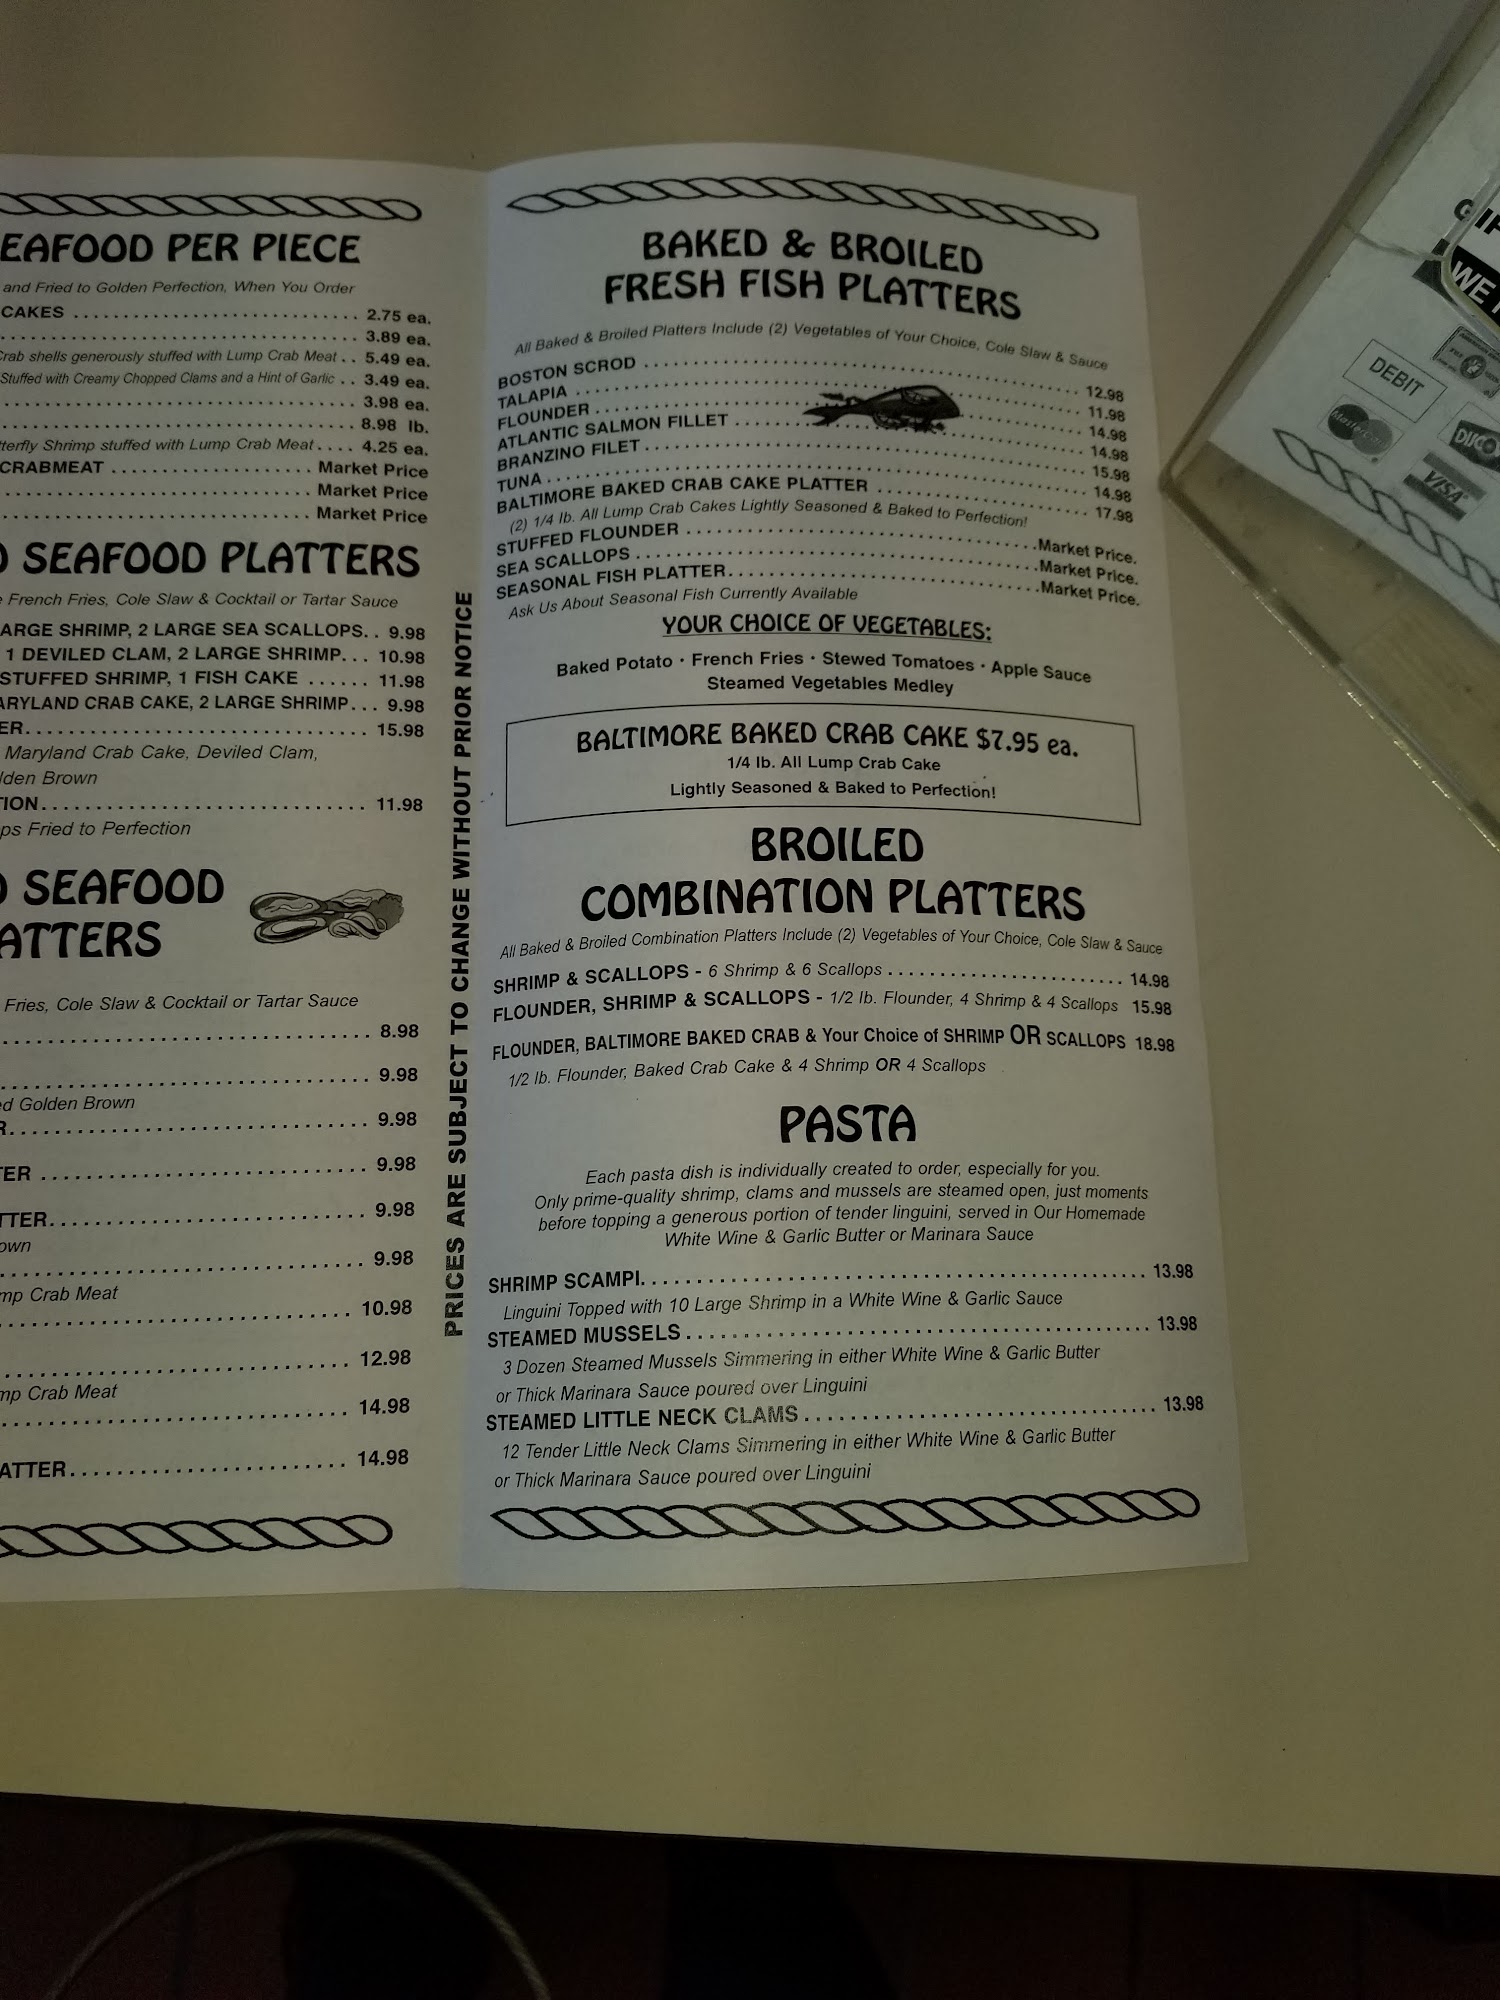 EAFOOD PER PIECE
and Fried to Golden Perfection, When You Order
CAKES ............................ 2.75 ea.
.................................... 3.89 ea.
Crab shells generously stuffed with Lump Crab Meat .. 5.49 ea.
Stuffed with Creamy Chopped Clams and a Hint of Garlic .. 3.49 ea.
.................................... 3.98 ea.
.................................... 8.98 lb.
tterfly Shrimp stuffed with Lump Crab Meat.... 4.25 ea.
CRABMEAT .................... Market Price
............................... Market Price
............................... Market Price
SEAFOOD PLATTERS
French Fries, Cole Slaw & Cocktail or Tartar Sauce
ARGE SHRIMP, 2 LARGE SEA SCALLOPS.. 9.98
1 DEVILED CLAM, 2 LARGE SHRIMP... 10.98
STUFFED SHRIMP, 1 FISH CAKE ...... 11.98
ARYLAND CRAB CAKE, 2 LARGE SHRIMP... 9.98
ER................................... 15.98
Maryland Crab Cake, Deviled Clam,
lden Brown
TION................................. 11.98
ps Fried to Perfection
SEAFOOD
ATTERS
Fries, Cole Slaw & Cocktail or Tartar Sauce
..................................... 8.98
..................................... 9.98
ed Golden Brown
R.................................... 9.98
TER ................................. 9.98
TTER................................. 9.98
own
..................................... 9.98
mp Crab Meat
..................................... 10.98
..................................... 12.98
mp Crab Meat
..................................... 14.98
ATTER............................. 14.98
PRICES ARE SUBJECT TO CHANGE WITHOUT PRIOR NOTICE
BAKED & BROILED
FRESH FISH PLATTERS
All Baked & Broiled Platters Include (2) Vegetables of Your Choice, Cole Slaw & Sauce
BOSTON SCROD ........................ 12.98
TALAPIA ........................ 11.98
FLOUNDER ........................ 14.98
ATLANTIC SALMON FILLET ........................ 14.98
BRANZINO FILET ........................ 15.98
TUNA ........................ 14.98
BALTIMORE BAKED CRAB CAKE PLATTER ........................ 17.98
(2) 1/4 lb. All Lump Crab Cakes Lightly Seasoned & Baked to Perfection!
STUFFED FLOUNDER ........................ Market Price.
SEA SCALLOPS ........................ Market Price.
SEASONAL FISH PLATTER ........................ Market Price.
Ask Us About Seasonal Fish Currently Available
YOUR CHOICE OF VEGETABLES:
Baked Potato · French Fries · Stewed Tomatoes · Apple Sauce
Steamed Vegetables Medley
BALTIMORE BAKED CRAB CAKE $7.95 ea.
1/4 lb. All Lump Crab Cake
Lightly Seasoned & Baked to Perfection!
BROILED
COMBINATION PLATTERS
All Baked & Broiled Combination Platters Include (2) Vegetables of Your Choice, Cole Slaw & Sauce
SHRIMP & SCALLOPS - 6 Shrimp & 6 Scallops ........................ 14.98
FLOUNDER, SHRIMP & SCALLOPS - 1/2 lb. Flounder, 4 Shrimp & 4 Scallops 15.98
FLOUNDER, BALTIMORE BAKED CRAB & Your Choice of SHRIMP OR SCALLOPS 18.98
1/2 lb. Flounder, Baked Crab Cake & 4 Shrimp OR 4 Scallops
PASTA
Each pasta dish is individually created to order, especially for you.
Only prime-quality shrimp, clams and mussels are steamed open, just moments
before topping a generous portion of tender linguini, served in Our Homemade
White Wine & Garlic Butter or Marinara Sauce
SHRIMP SCAMPI........................ 13.98
Linguini Topped with 10 Large Shrimp in a White Wine & Garlic Sauce
STEAMED MUSSELS ........................ 13.98
3 Dozen Steamed Mussels Simmering in either White Wine & Garlic Butter
or Thick Marinara Sauce poured over Linguini
STEAMED LITTLE NECK CLAMS ........................ 13.98
12 Tender Little Neck Clams Simmering in either White Wine & Garlic Butter
or Thick Marinara Sauce poured over Linguini
WE
DEBIT
MasterCard
VISA